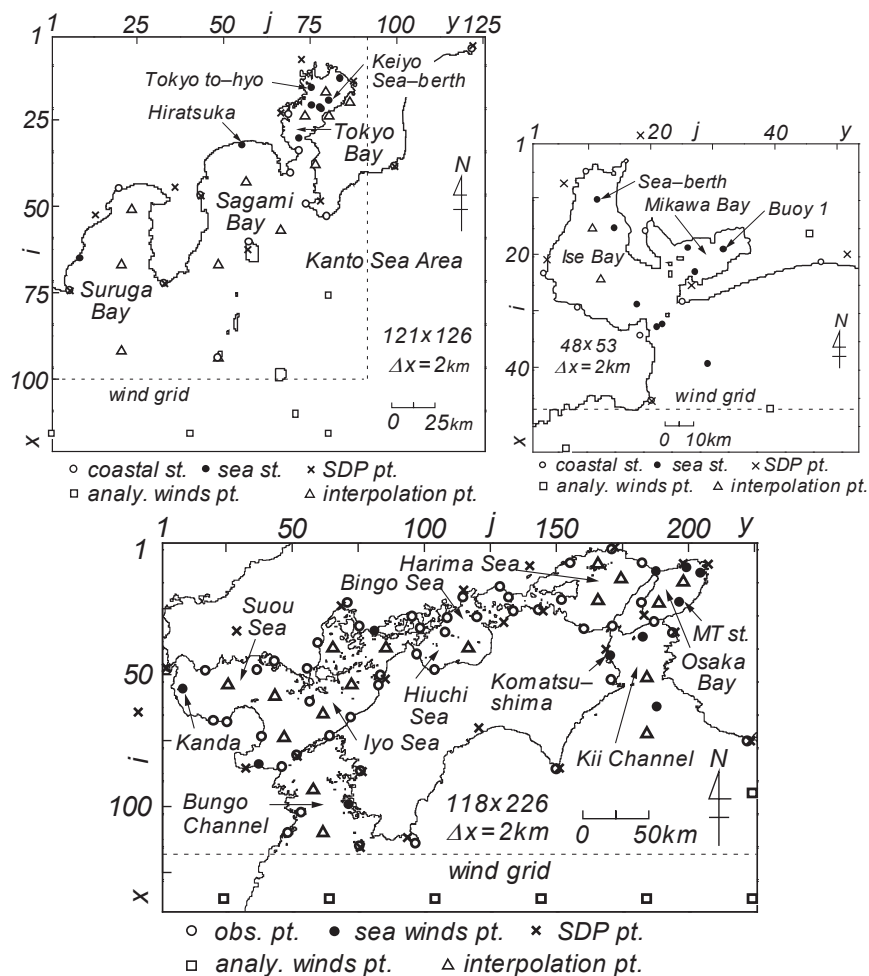 1 25 50 j 75 100 y 125
1
25
50
i
75
100
x
Tokyo to–hyo
Keiyo
Sea–berth
Hiratsuka
Tokyo
Bay
Sagami
Bay
N
Kanto Sea Area
Suruga
Bay
121x126
Δx=2km
wind grid
0 25km
○ coastal st. ● sea st. × SDP pt.
□ analy. winds pt. △ interpolation pt.
1 20 j 40 y
1
20
i
40
x
Sea–berth
Mikawa Bay
Buoy 1
Ise Bay
N
48x53
Δx=2km
wind grid
0 10km
○ coastal st. ● sea st. × SDP pt.
□ analy. winds pt. △ interpolation pt.
1 50 100 j 150 200 y
1
50
i
100
x
Harima Sea
Bingo Sea
Suou
Sea
MT st.
Osaka
Bay
Hiuchi
Sea
Komatsu–
shima
Kanda
Iyo Sea
Kii Channel
Bungo
Channel
N
118x226
Δx=2km
0 50km
wind grid
○ obs. pt. ● sea winds pt. × SDP pt.
□ analy. winds pt. △ interpolation pt.